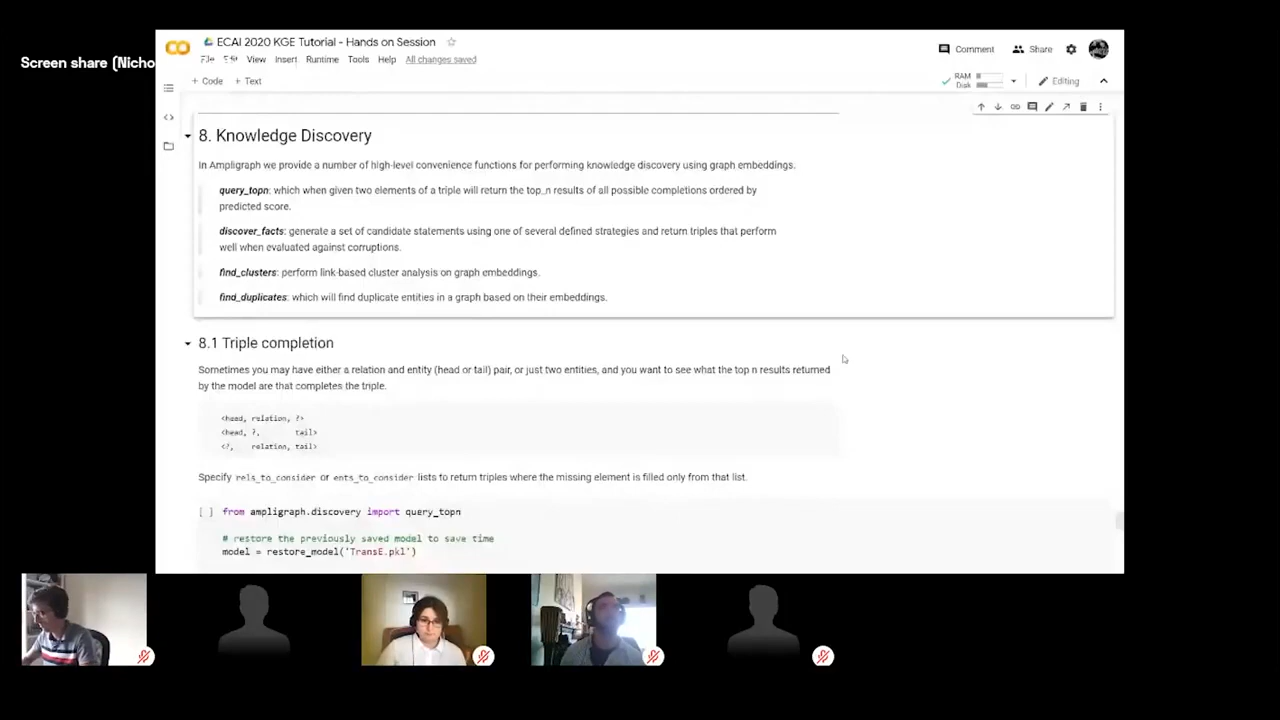 ECAI 2020 KGE Tutorial - Hands on Session
Screen share (Nicho
File Edit View Insert Runtime Tools Help All changes saved
Comment Share
+ Code + Text
RAM
Disk
Editing
8. Knowledge Discovery
In Ampligraph we provide a number of high-level convenience functions for performing knowledge discovery using graph embeddings.
query_topn: which when given two elements of a triple will return the top_n results of all possible completions ordered by
predicted score.
discover_facts: generate a set of candidate statements using one of several defined strategies and return triples that perform
well when evaluated against corruptions.
find_clusters: perform link-based cluster analysis on graph embeddings.
find_duplicates: which will find duplicate entities in a graph based on their embeddings.
8.1 Triple completion
Sometimes you may have either a relation and entity (head or tail) pair, or just two entities, and you want to see what the top n results returned
by the model are that completes the triple.
<head, relation, ?>
<head, ?, tail>
<?, relation, tail>
Specify rels_to_consider or ents_to_consider lists to return triples where the missing element is filled only from that list.
[ ] from ampligraph.discovery import query_topn
# restore the previously saved model to save time
model = restore_model('TransE.pkl')